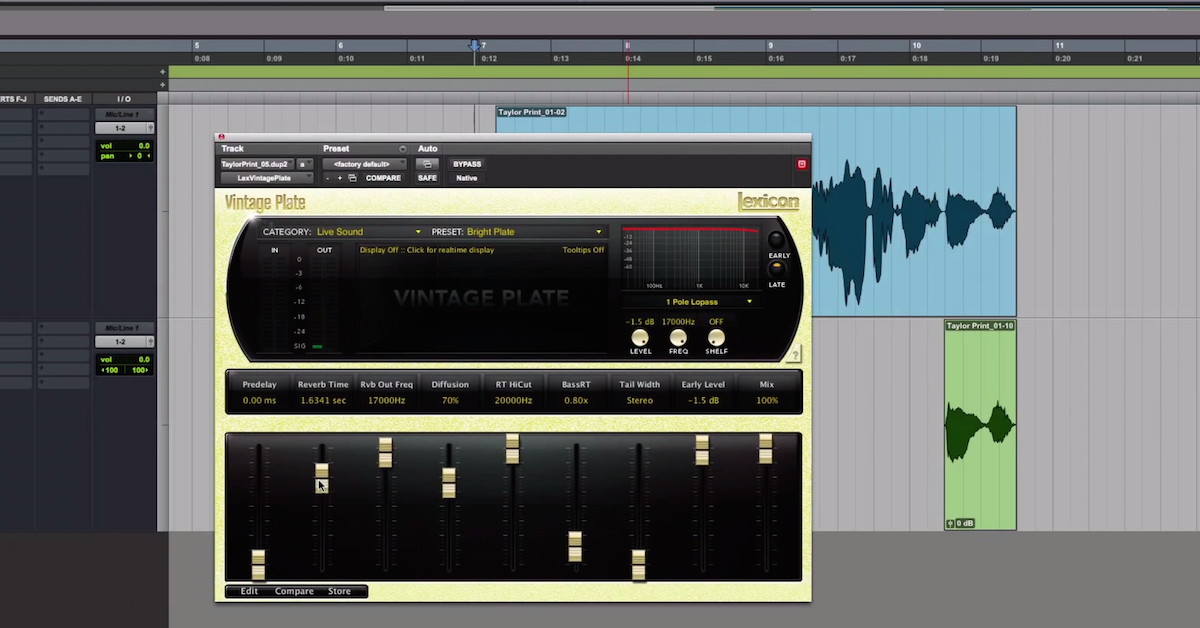 5 6 7 8 9 10 11
0:08 0:09 0:10 0:11 0:12 0:13 0:14 0:15 0:16 0:17 0:18 0:19 0:20 0:21
RTS F-J SENDS A-E I/O
Mic/Line 1
1-2
vol 0.0
pan 0
Taylor Print_01-02
Track Preset Auto
TaylorPrint_05.dup2 a <factory default> BYPASS
LexVintagePlate - + COMPARE SAFE Native
Vintage Plate lexicon
CATEGORY: Live Sound PRESET: Bright Plate
IN OUT
Display Off :: Click for realtime display Tooltips Off
0
-3
-6
-12
-18
-24
SIG
VINTAGE PLATE
-12
-24
-36
-48
-60
100Hz 1K 10K
EARLY
LATE
1 Pole Lopass
-1.5 dB 17000Hz OFF
LEVEL FREQ SHELF
?
Mic/Line 1
1-2
vol 0.0
100 100
Taylor Print_01-10
0 dB
Predelay Reverb Time Rvb Out Freq Diffusion RT HiCut BassRT Tail Width Early Level Mix
0.00 ms 1.6341 sec 17000Hz 70% 20000Hz 0.80x Stereo -1.5 dB 100%
Edit Compare Store